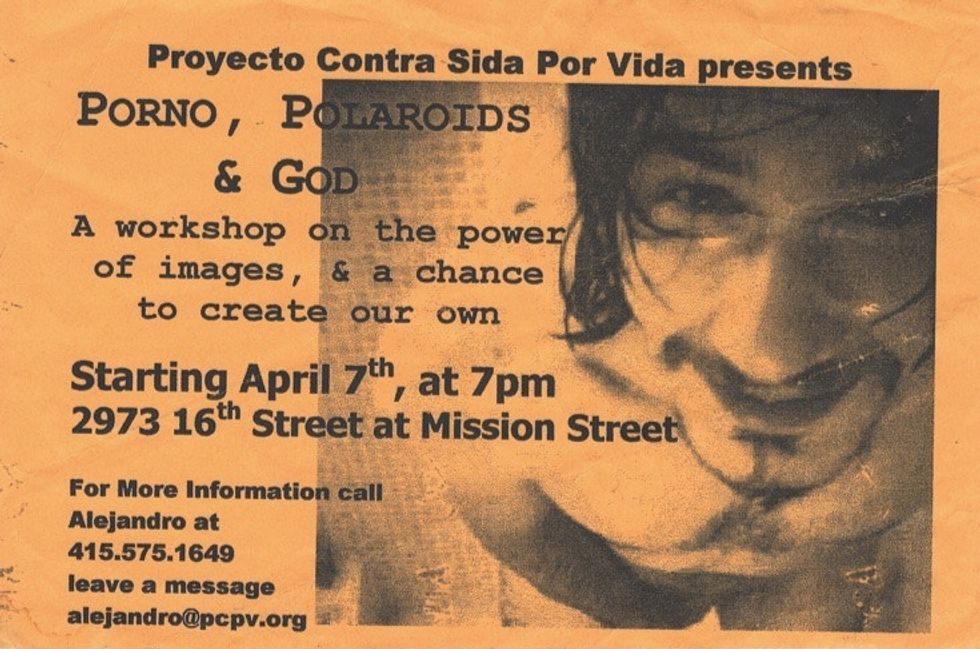 Proyecto Contra Sida Por Vida presents
PORNO, POLAROIDS
& GOD
A workshop on the power
of images, & a chance
to create our own
Starting April 7th, at 7pm
2973 16th Street at Mission Street
For More Information call
Alejandro at
415.575.1649
leave a message
alejandro@pcpv.org